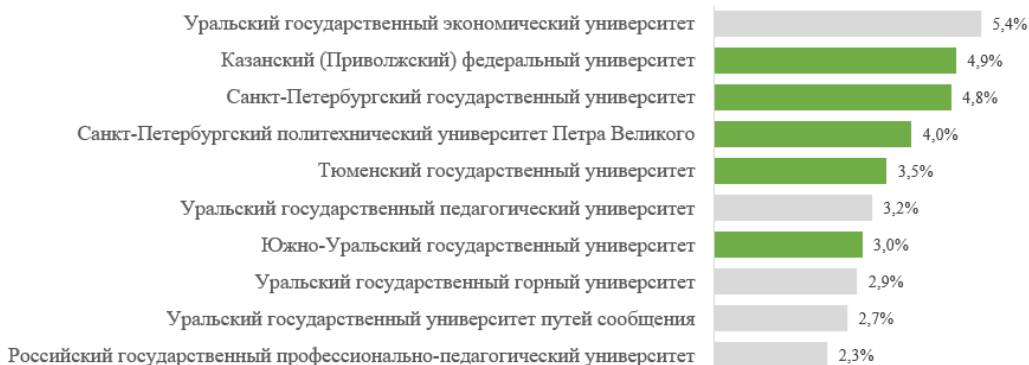 Уральский государственный экономический университет 5,4%
Казанский (Приволжский) федеральный университет 4,9%
Санкт-Петербургский государственный университет 4,8%
Санкт-Петербургский политехнический университет Петра Великого 4,0%
Тюменский государственный университет 3,5%
Уральский государственный педагогический университет 3,2%
Южно-Уральский государственный университет 3,0%
Уральский государственный горный университет 2,9%
Уральский государственный университет путей сообщения 2,7%
Российский государственный профессионально-педагогический университет 2,3%